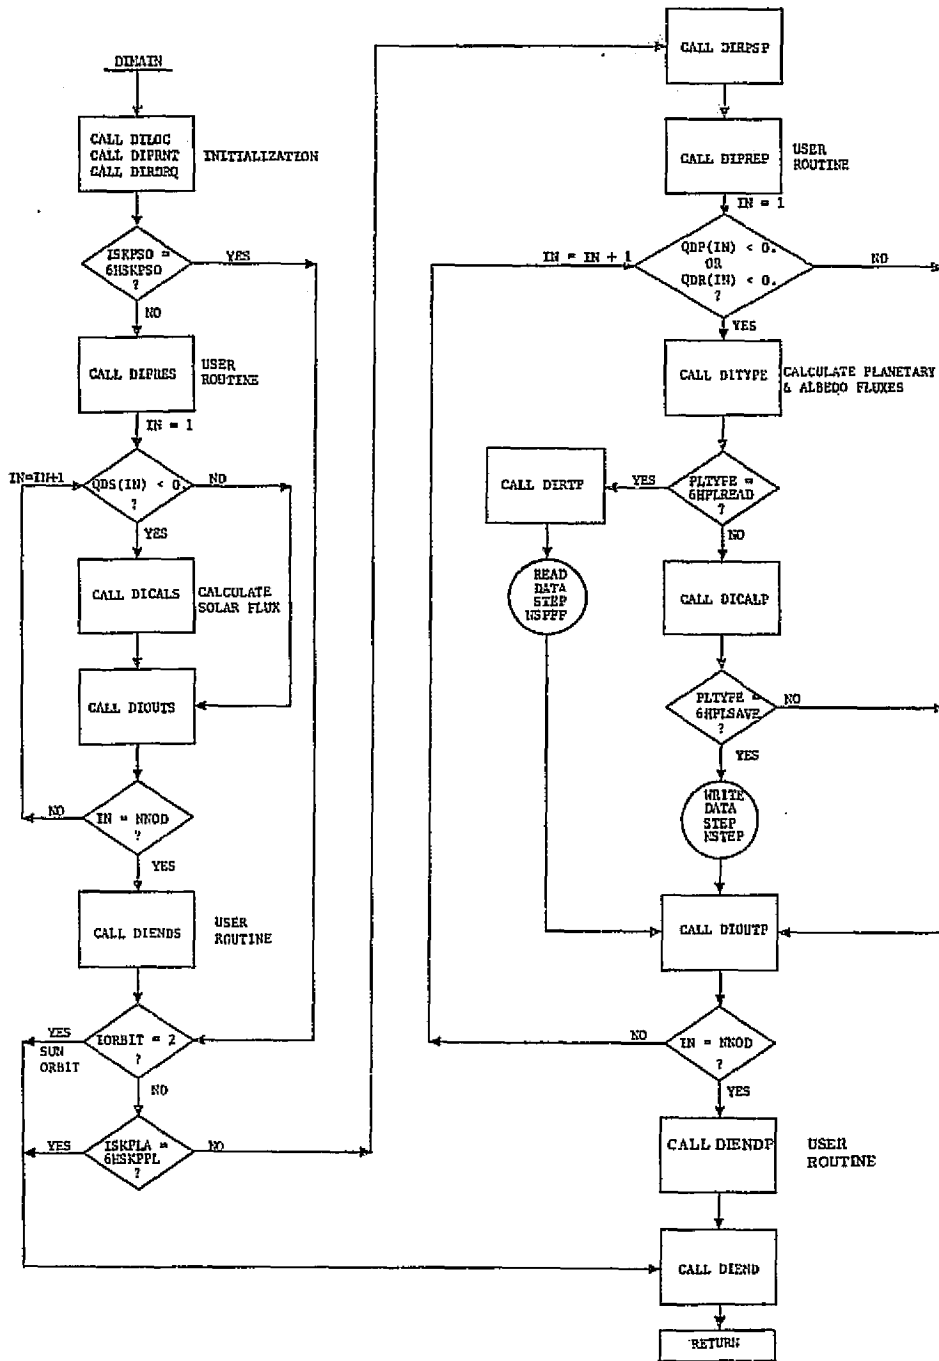 DIMAIN
CALL DILOC
CALL DIPRNT
CALL DIRDRQ
INITIALIZATION
ISKPSO =
6HSKPSO
?
YES
NO
CALL DIPRES
USER
ROUTINE
IN = 1
IN=IN+1
QDS(IN) < 0.
?
NO
YES
CALL DICALS
CALCULATE
SOLAR FLUX
CALL DIOUTS
NO
IN = NNOD
?
YES
CALL DIENDS
USER
ROUTINE
YES
SUN
ORBIT
IORBIT = 2
?
NO
YES
ISKPLA =
6HSKPPL
?
NO
CALL DIRPSP
CALL DIPREP
USER
ROUTINE
IN = 1
IN = IN + 1
QDP(IN) < 0.
OR
QDR(IN) < 0.
?
NO
YES
CALL DITYPE
CALCULATE PLANETARY
& ALBEDO FLUXES
CALL DIRTP
YES
PLTYPE =
6HPLREAD
?
NO
READ
DATA
STEP
NSPPF
CALL DICALP
PLTYPE =
6HPLSAVE
?
NO
YES
WRITE
DATA
STEP
NSTEP
CALL DIOUTP
NO
IN = NNOD
?
YES
CALL DIENDP
USER
ROUTINE
CALL DIEND
RETURN